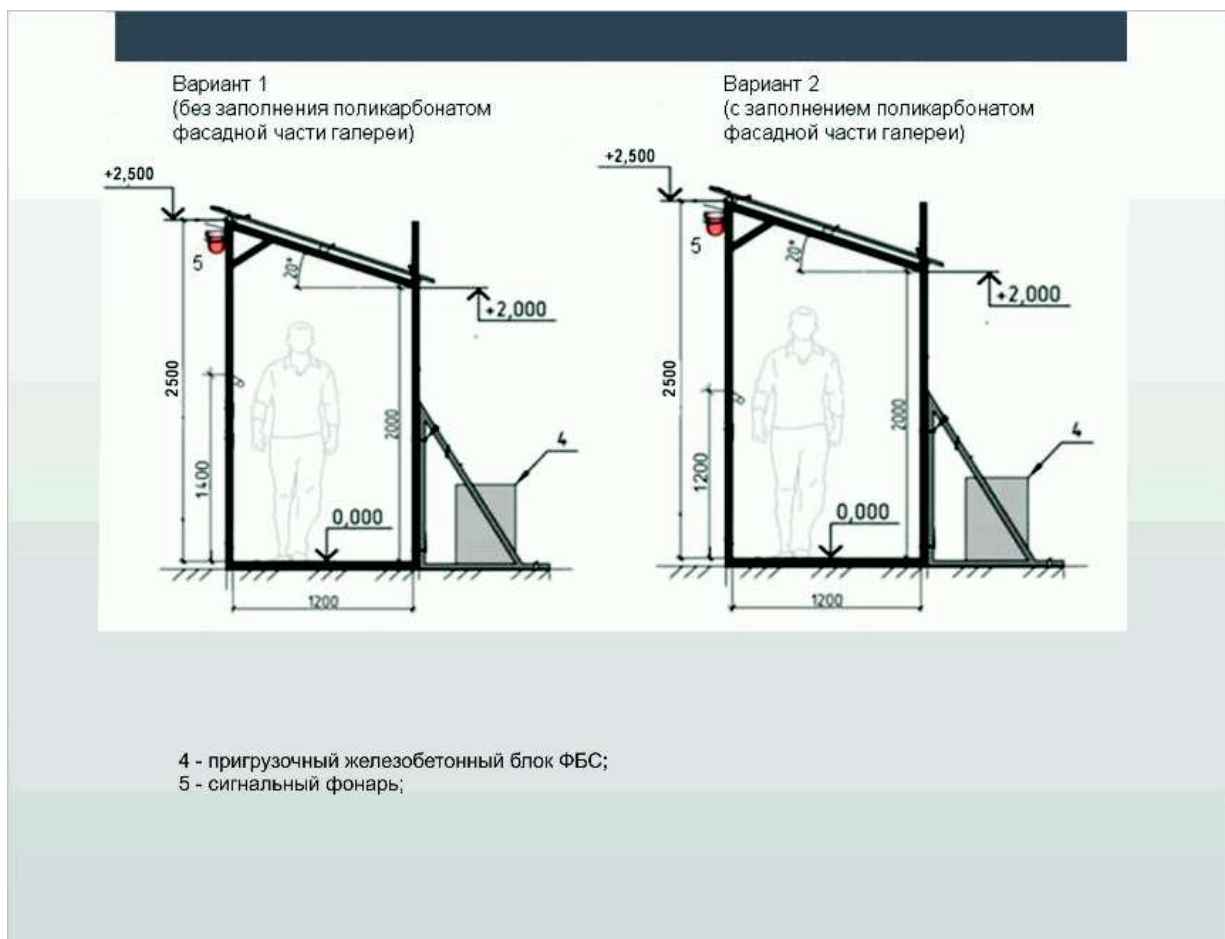 Вариант 1
(без заполнения поликарбонатом
фасадной части галереи)
+2,500
5
20°
+2,000
2500
1400
2000
4
0,000
1200
Вариант 2
(с заполнением поликарбонатом
фасадной части галереи)
+2,500
5
20°
+2,000
2500
1200
2000
4
0,000
1200
4 - пригрузочный железобетонный блок ФБС;
5 - сигнальный фонарь;